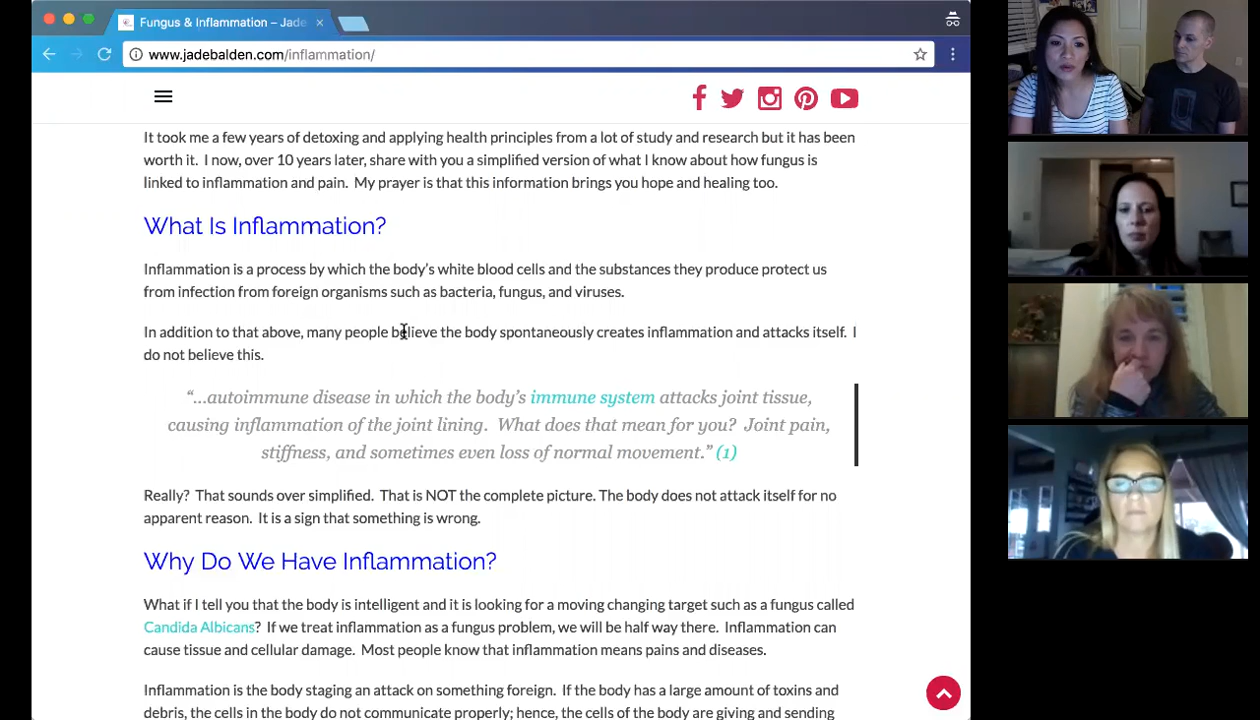 Fungus & Inflammation – Jade
www.jadebalden.com/inflammation/
It took me a few years of detoxing and applying health principles from a lot of study and research but it has been
worth it. I now, over 10 years later, share with you a simplified version of what I know about how fungus is
linked to inflammation and pain. My prayer is that this information brings you hope and healing too.
What Is Inflammation?
Inflammation is a process by which the body's white blood cells and the substances they produce protect us
from infection from foreign organisms such as bacteria, fungus, and viruses.
In addition to that above, many people believe the body spontaneously creates inflammation and attacks itself. I
do not believe this.
“...autoimmune disease in which the body’s immune system attacks joint tissue,
causing inflammation of the joint lining. What does that mean for you? Joint pain,
stiffness, and sometimes even loss of normal movement.” (1)
Really? That sounds over simplified. That is NOT the complete picture. The body does not attack itself for no
apparent reason. It is a sign that something is wrong.
Why Do We Have Inflammation?
What if I tell you that the body is intelligent and it is looking for a moving changing target such as a fungus called
Candida Albicans? If we treat inflammation as a fungus problem, we will be half way there. Inflammation can
cause tissue and cellular damage. Most people know that inflammation means pains and diseases.
Inflammation is the body staging an attack on something foreign. If the body has a large amount of toxins and
debris, the cells in the body do not communicate properly; hence, the cells of the body are giving and sending